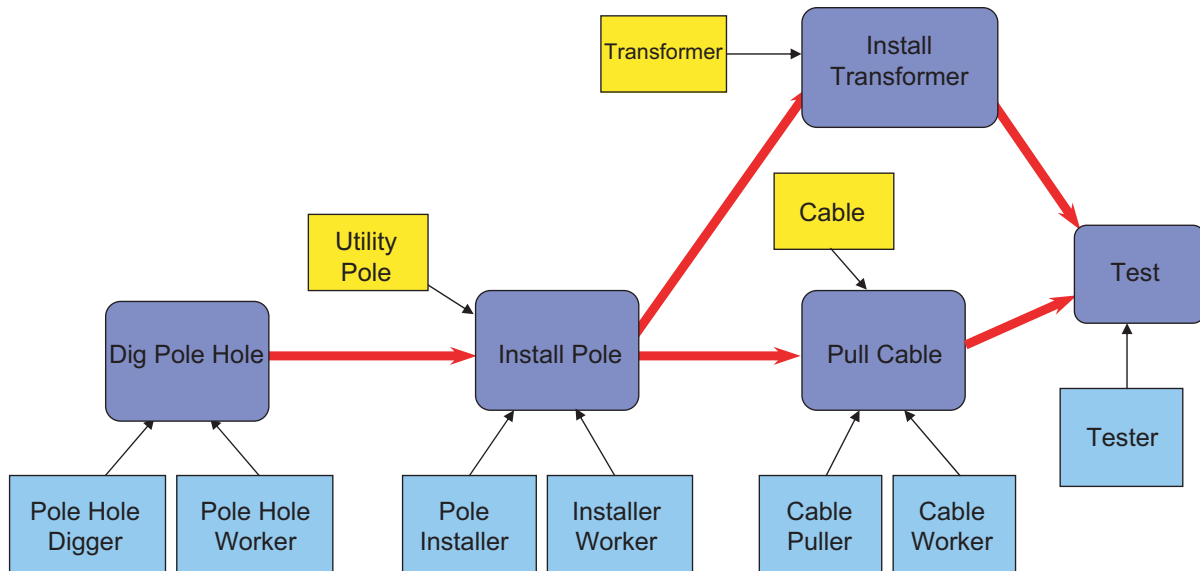 Transformer
Install
Transformer
Utility
Pole
Cable
Test
Dig Pole Hole
Install Pole
Pull Cable
Tester
Pole Hole
Digger
Pole Hole
Worker
Pole
Installer
Installer
Worker
Cable
Puller
Cable
Worker